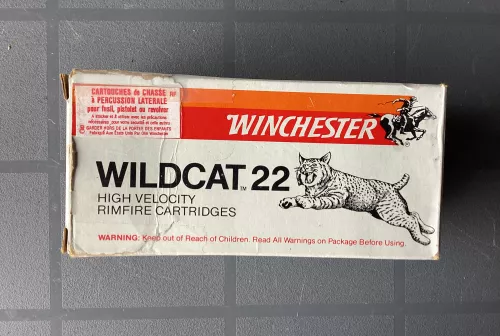 CARTOUCHES de CHASSE
à PERCUSSION LATERALE
pour fusil, pistolet ou revolver
GARDER HORS DE LA PORTEE DES ENFANTS
WINCHESTER
WILDCAT 22
TM
HIGH VELOCITY
RIMFIRE CARTRIDGES
WARNING: Keep out of Reach of Children. Read All Warnings on Package Before Using.